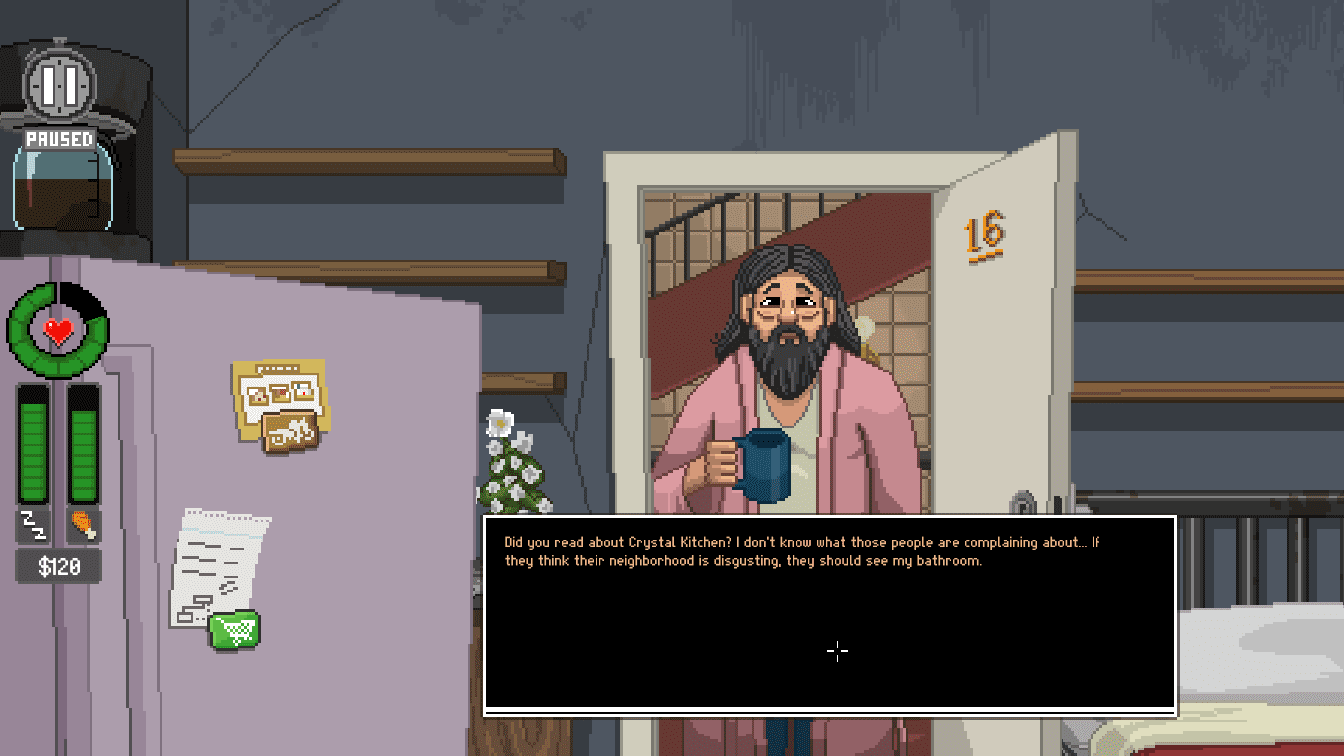 PAUSED
16
$120
Did you read about Crystal Kitchen? I don't know what those people are complaining about... If
they think their neighborhood is disgusting, they should see my bathroom.